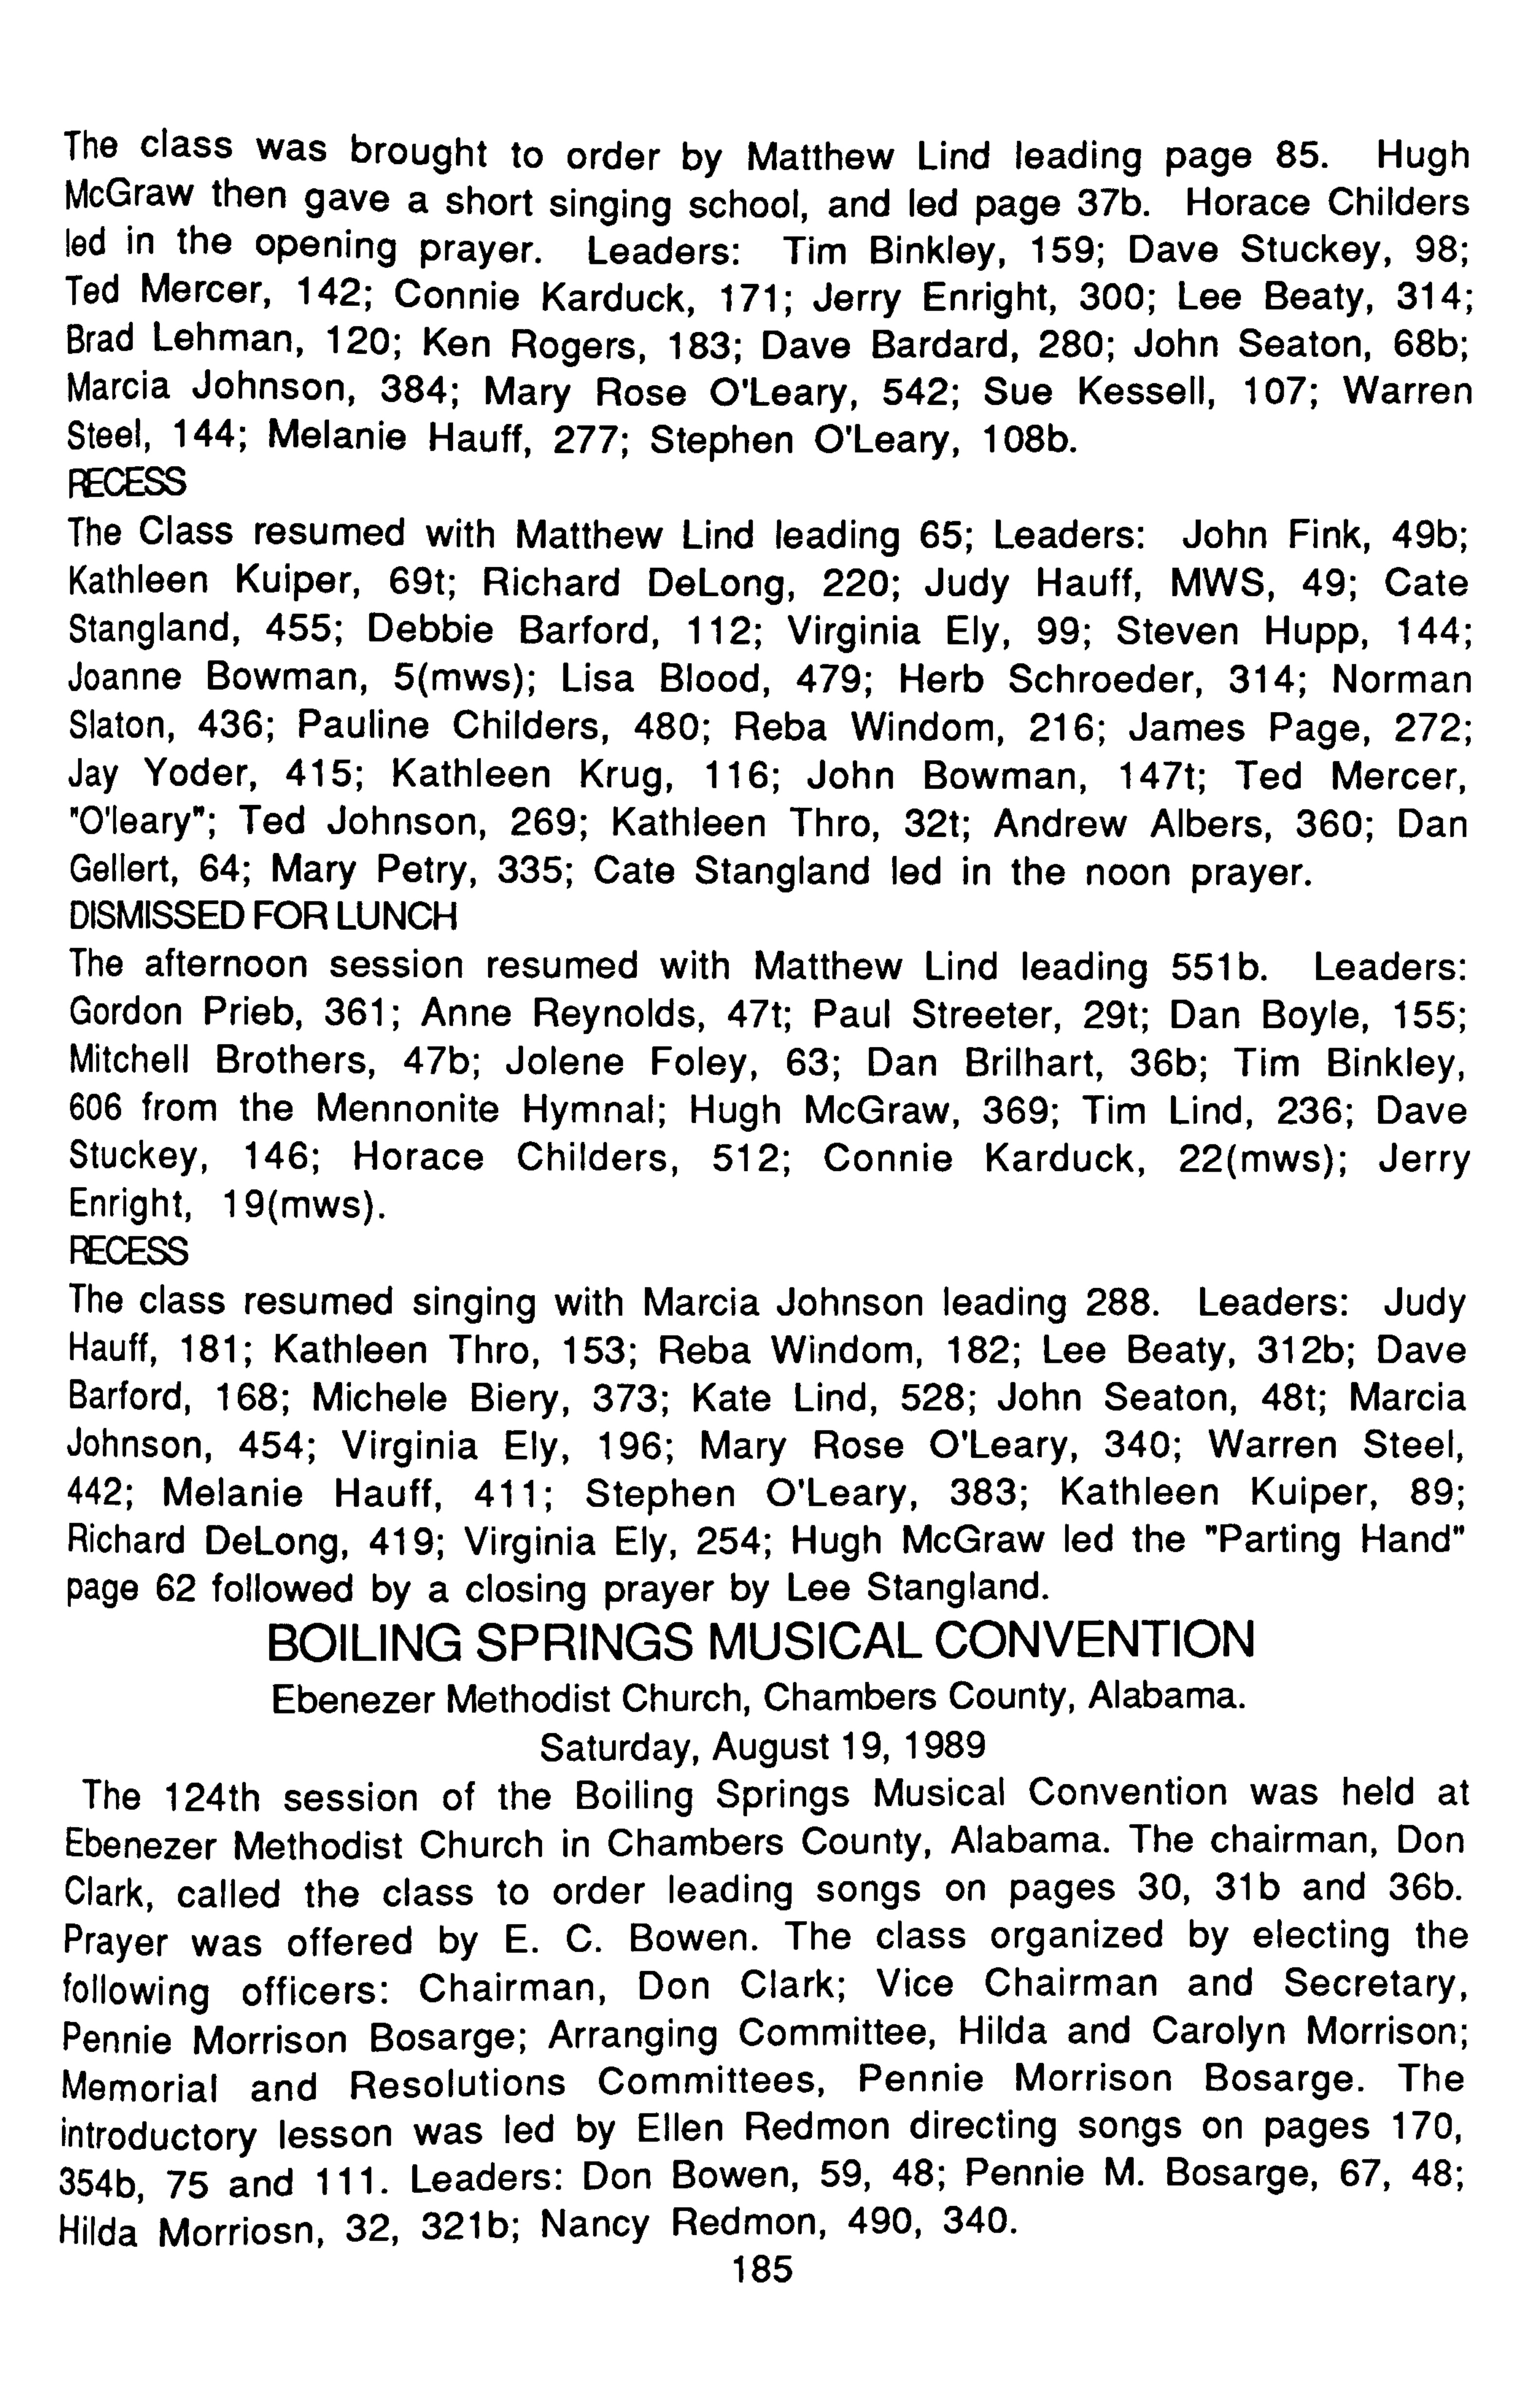 The class was brought to order by Matthew Lind leading page 85. Hugh
McGraw then gave a short singing school, and led page 37b. Horace Childers
led in the opening prayer. Leaders: Tim Binkley, 159; Dave Stuckey, 98;
Ted Mercer, 142; Connie Karduck, 171; Jerry Enright, 300; Lee Beaty, 314;
Brad Lehman, 120; Ken Rogers, 183; Dave Bardard, 280; John Seaton, 68b;
Marcia Johnson, 384; Mary Rose O'Leary, 542; Sue Kessell, 107; Warren
Steel, 144; Melanie Hauff, 277; Stephen O'Leary, 108b.
RECESS
The Class resumed with Matthew Lind leading 65; Leaders: John Fink, 49b;
Kathleen Kuiper, 69t; Richard DeLong, 220; Judy Hauff, MWS, 49; Cate
Stangland, 455; Debbie Barford, 112; Virginia Ely, 99; Steven Hupp, 144;
Joanne Bowman, 5(mws); Lisa Blood, 479; Herb Schroeder, 314; Norman
Slaton, 436; Pauline Childers, 480; Reba Windom, 216; James Page, 272;
Jay Yoder, 415; Kathleen Krug, 116; John Bowman, 147t; Ted Mercer,
"O'leary"; Ted Johnson, 269; Kathleen Thro, 32t; Andrew Albers, 360; Dan
Gellert, 64; Mary Petry, 335; Cate Stangland led in the noon prayer.
DISMISSED FOR LUNCH
The afternoon session resumed with Matthew Lind leading 551b. Leaders:
Gordon Prieb, 361; Anne Reynolds, 47t; Paul Streeter, 29t; Dan Boyle, 155;
Mitchell Brothers, 47b; Jolene Foley, 63; Dan Brilhart, 36b; Tim Binkley,
606 from the Mennonite Hymnal; Hugh McGraw, 369; Tim Lind, 236; Dave
Stuckey, 146; Horace Childers, 512; Connie Karduck, 22(mws); Jerry
Enright, 19(mws).
RECESS
The class resumed singing with Marcia Johnson leading 288. Leaders: Judy
Hauff, 181; Kathleen Thro, 153; Reba Windom, 182; Lee Beaty, 312b; Dave
Barford, 168; Michele Biery, 373; Kate Lind, 528; John Seaton, 48t; Marcia
Johnson, 454; Virginia Ely, 196; Mary Rose O'Leary, 340; Warren Steel,
442; Melanie Hauff, 411; Stephen O'Leary, 383; Kathleen Kuiper, 89;
Richard DeLong, 419; Virginia Ely, 254; Hugh McGraw led the "Parting Hand"
page 62 followed by a closing prayer by Lee Stangland.
BOILING SPRINGS MUSICAL CONVENTION
Ebenezer Methodist Church, Chambers County, Alabama.
Saturday, August 19, 1989
The 124th session of the Boiling Springs Musical Convention was held at
Ebenezer Methodist Church in Chambers County, Alabama. The chairman, Don
Clark, called the class to order leading songs on pages 30, 31b and 36b.
Prayer was offered by E. C. Bowen. The class organized by electing the
following officers: Chairman, Don Clark; Vice Chairman and Secretary,
Pennie Morrison Bosarge; Arranging Committee, Hilda and Carolyn Morrison;
Memorial and Resolutions Committees, Pennie Morrison Bosarge. The
introductory lesson was led by Ellen Redmon directing songs on pages 170,
354b, 75 and 111. Leaders: Don Bowen, 59, 48; Pennie M. Bosarge, 67, 48;
Hilda Morriosn, 32, 321b; Nancy Redmon, 490, 340.
185